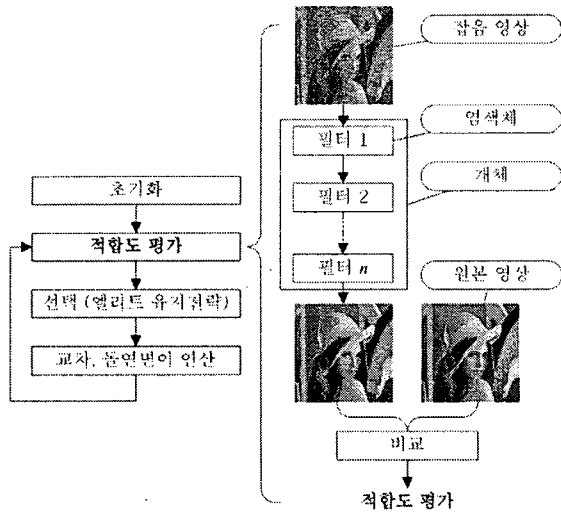 초기화
적합도 평가
선택 (엘리트 유지전략)
교차, 돌연변이 연산
잡음 영상
염색체
필터 1
개체
필터 2
필터 n
원본 영상
비교
적합도 평가